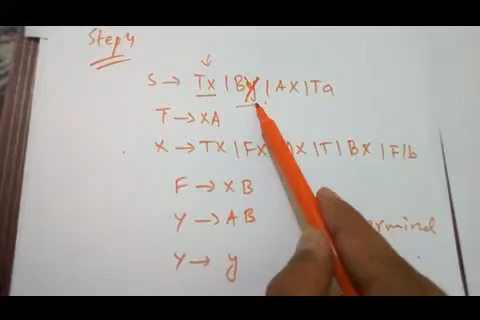 Step 4
S → TX | BY | AX | Ta
T → XA
X → TX | FX X | T | BX | F | b
F → XB
Y → AB
Y → y